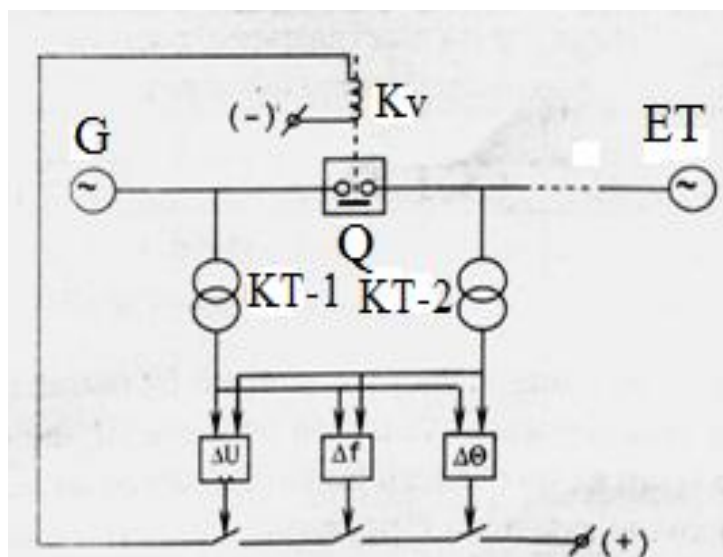 (-) Kv
G ET
~ ~
Q
KT-1 KT-2
ΔU Δf ΔΘ
(+)